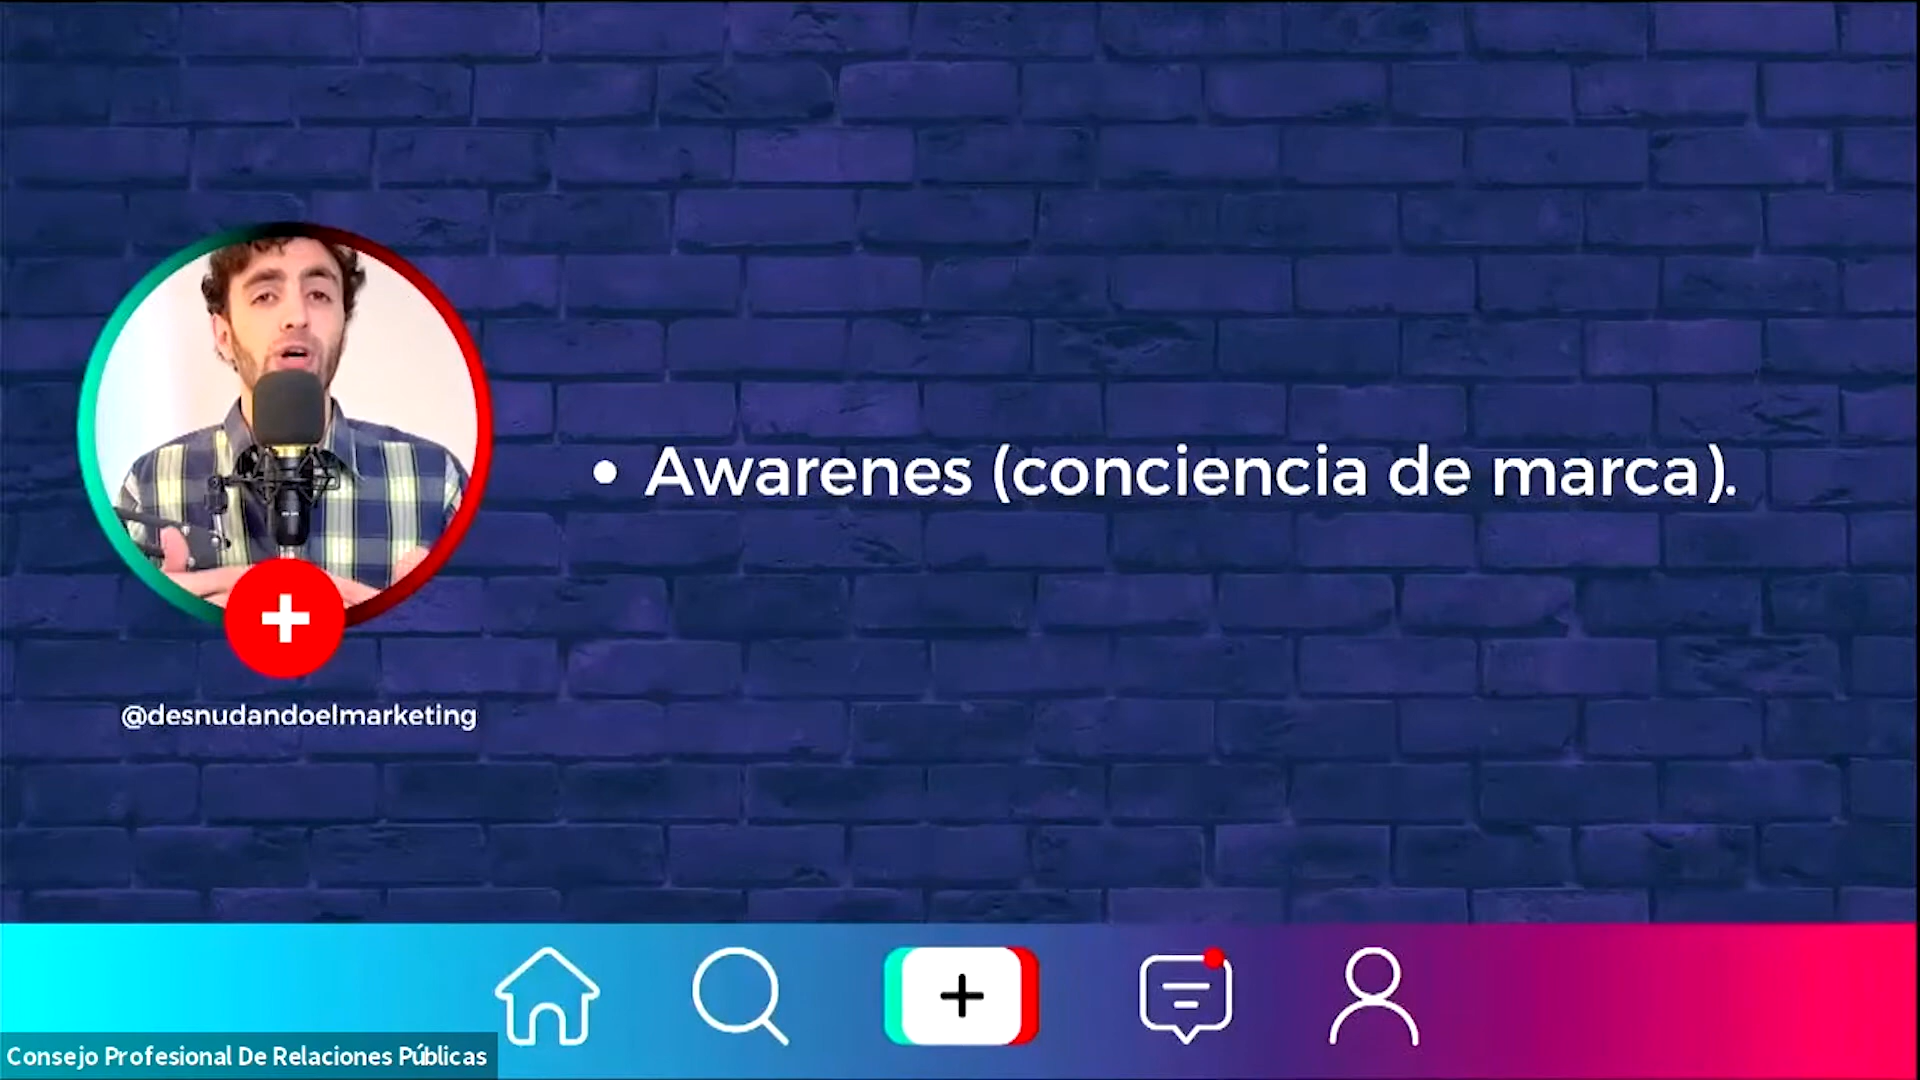 • Awarenes (conciencia de marca).
@desnudandoelmarketing
Consejo Profesional De Relaciones Públicas